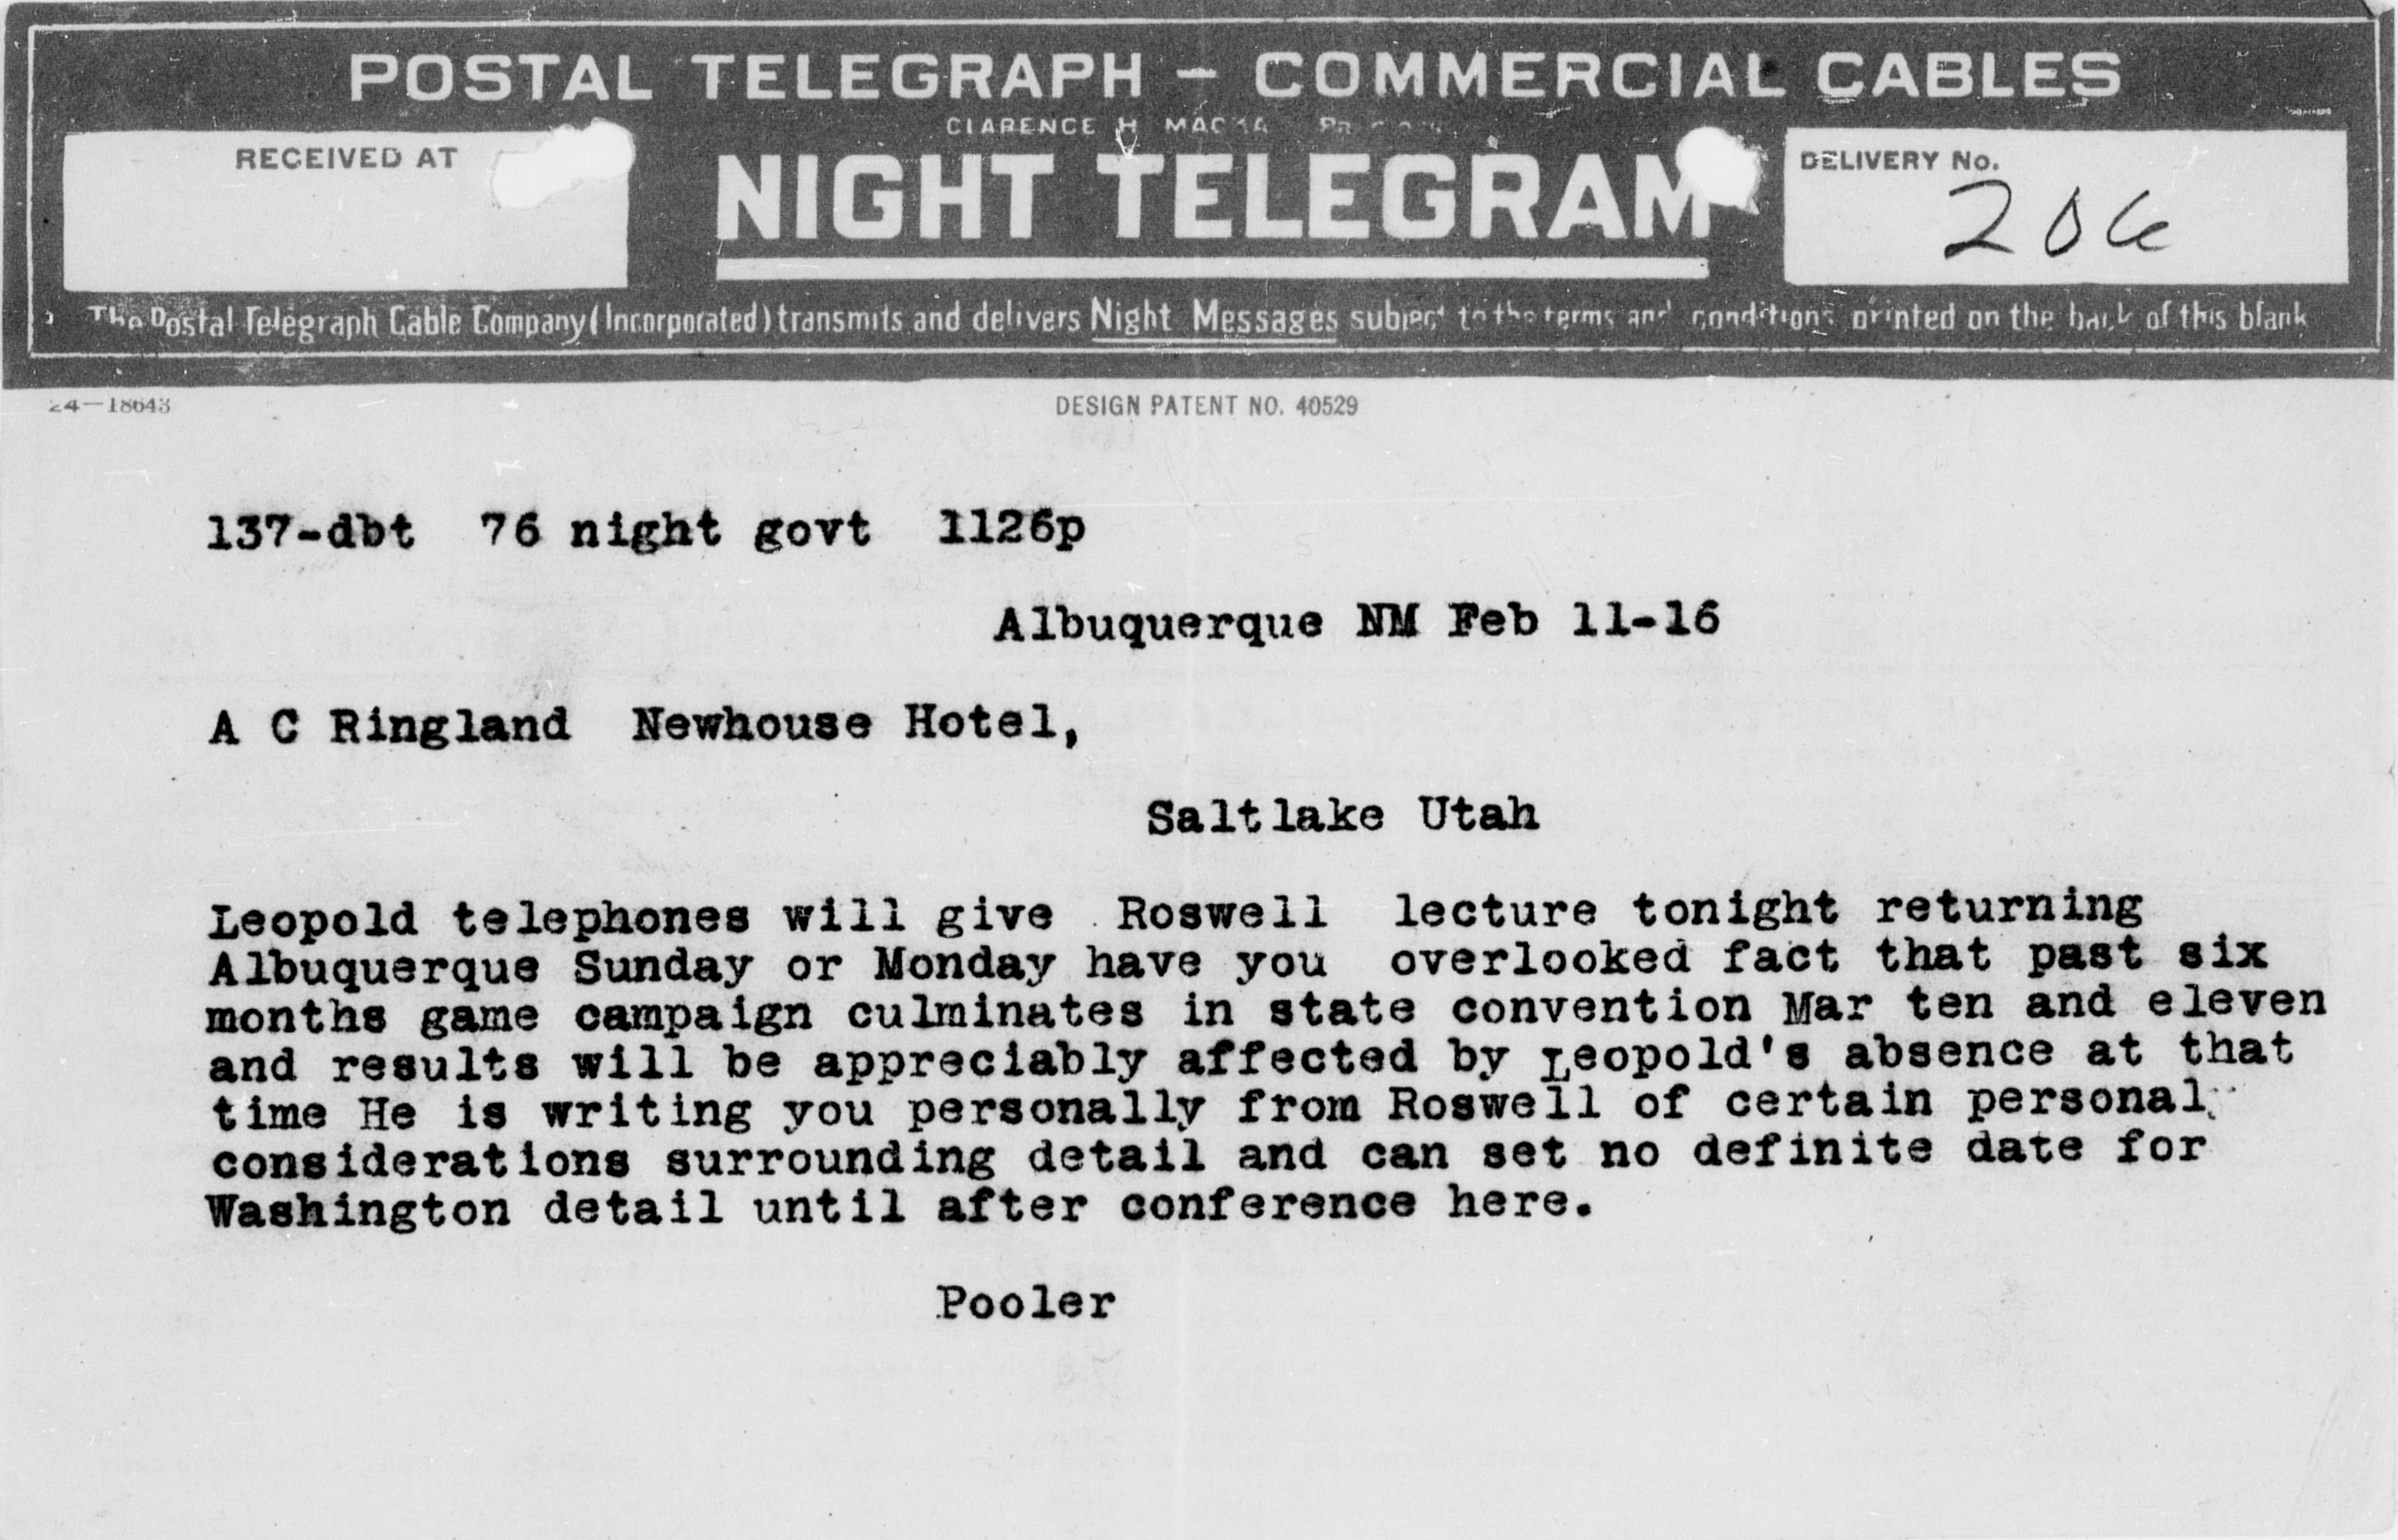 POSTAL TELEGRAPH – COMMERCIAL CABLES
CLARENCE H.
RECEIVED AT
NIGHT TELEGRAM
DELIVERY No.
206
The Postal Telegraph Cable Company (Incorporated) transmits and delivers Night Messages subject to the terms and conditions printed on the back of this blank
24—18643
DESIGN PATENT NO. 40529
137-dbt 76 night govt 1126p
Albuquerque NM Feb 11-16
A C Ringland Newhouse Hotel,
Saltlake Utah
Leopold telephones will give Roswell lecture tonight returning
Albuquerque Sunday or Monday have you overlooked fact that past six
months game campaign culminates in state convention Mar ten and eleven
and results will be appreciably affected by Leopold's absence at that
time He is writing you personally from Roswell of certain personal
considerations surrounding detail and can set no definite date for
Washington detail until after conference here.
Pooler